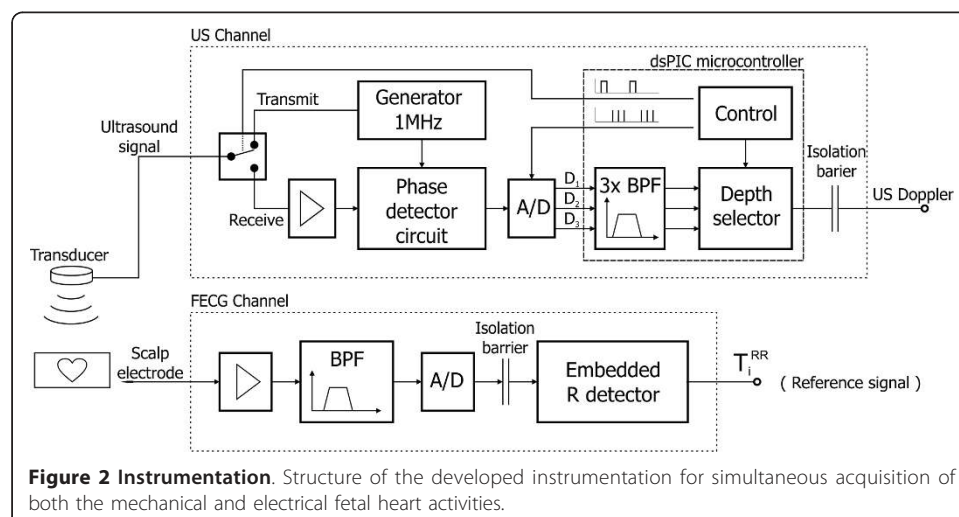 US Channel
dsPIC microcontroller
Transmit
Generator
1MHz
Control
Ultrasound
signal
Isolation
barier
Receive
Phase
detector
circuit
A/D
D1
D2
D3
3x BPF
Depth
selector
US Doppler
Transducer
FECG Channel
Scalp
electrode
BPF
A/D
Isolation
barrier
Embedded
R detector
T_i^RR
( Reference signal )
Figure 2 Instrumentation. Structure of the developed instrumentation for simultaneous acquisition of
both the mechanical and electrical fetal heart activities.